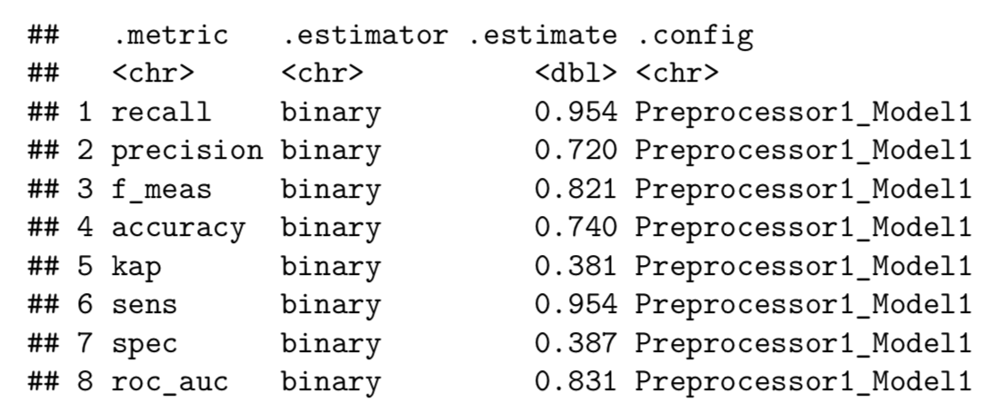 ##   .metric   .estimator .estimate .config
##   <chr>     <chr>          <dbl> <chr>
## 1 recall    binary         0.954 Preprocessor1_Model1
## 2 precision binary         0.720 Preprocessor1_Model1
## 3 f_meas    binary         0.821 Preprocessor1_Model1
## 4 accuracy  binary         0.740 Preprocessor1_Model1
## 5 kap       binary         0.381 Preprocessor1_Model1
## 6 sens      binary         0.954 Preprocessor1_Model1
## 7 spec      binary         0.387 Preprocessor1_Model1
## 8 roc_auc   binary         0.831 Preprocessor1_Model1